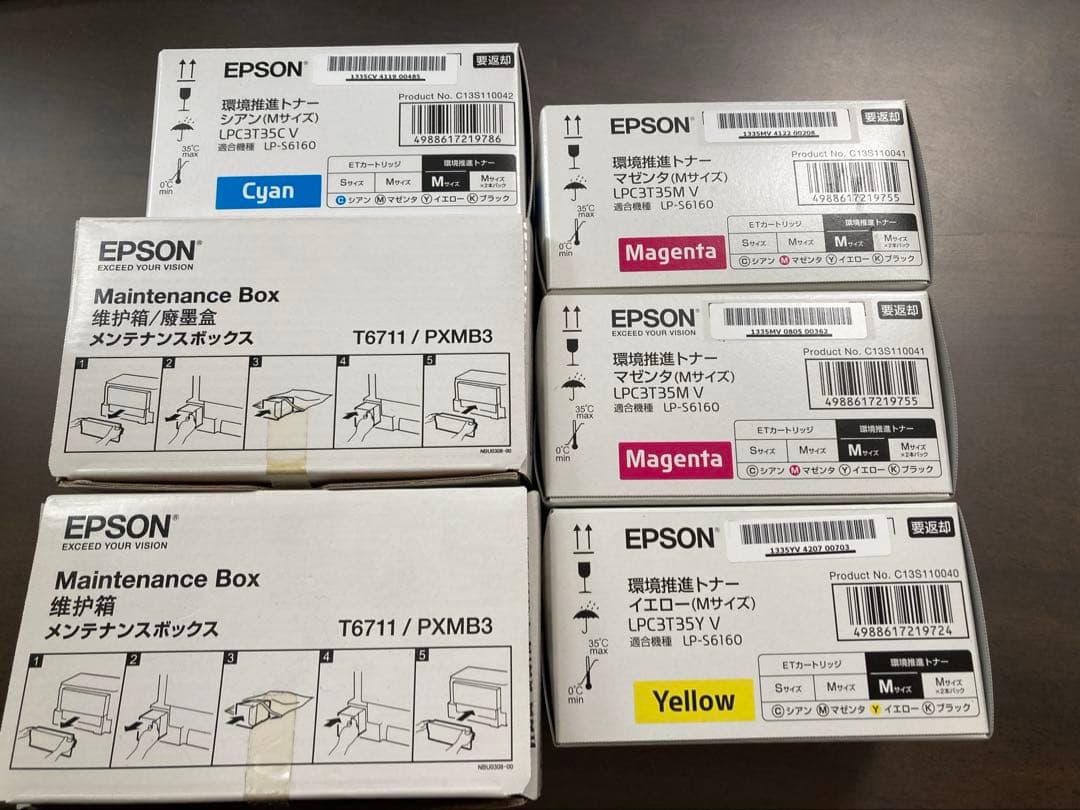 EPSON
1335CV 4119 00485
要返却
Product No. C13S110042
環境推進トナー
シアン(Mサイズ)
LPC3T35C V
適合機種 LP-S6160
4988617219786
35℃
max
0℃
min
Cyan
ETカートリッジ 環境推進トナー
Sサイズ Mサイズ Mサイズ Mサイズ×2本パック
Ⓒシアン Ⓜマゼンタ Ⓨイエロー Ⓚブラック
EPSON®
EXCEED YOUR VISION
Maintenance Box
维护箱/廢墨盒
メンテナンスボックス
T6711 / PXMB3
1 2 3 4 5
NBU0308-00
EPSON®
EXCEED YOUR VISION
Maintenance Box
维护箱
メンテナンスボックス
T6711 / PXMB3
1 2 3 4 5
NBU0308-00
EPSON®
1335MV 4122 00208
要返却
Product No. C13S110041
環境推進トナー
マゼンタ(Mサイズ)
LPC3T35M V
適合機種 LP-S6160
4988617219755
35℃
max
0℃
min
Magenta
ETカートリッジ 環境推進トナー
Sサイズ Mサイズ Mサイズ Mサイズ×2本パック
Ⓒシアン Ⓜマゼンタ Ⓨイエロー Ⓚブラック
EPSON®
EXCEED YOUR VISION
1335MV 0805 00362
要返却
Product No. C13S110041
環境推進トナー
マゼンタ(Mサイズ)
LPC3T35M V
適合機種 LP-S6160
4988617219755
35℃
max
0℃
min
Magenta
ETカートリッジ 環境推進トナー
Sサイズ Mサイズ Mサイズ Mサイズ×2本パック
Ⓒシアン Ⓜマゼンタ Ⓨイエロー Ⓚブラック
EPSON®
1335YV 4207 00703
要返却
Product No. C13S110040
環境推進トナー
イエロー(Mサイズ)
LPC3T35Y V
適合機種 LP-S6160
4988617219724
35℃
max
0℃
min
Yellow
ETカートリッジ 環境推進トナー
Sサイズ Mサイズ Mサイズ Mサイズ×2本パック
Ⓒシアン Ⓜマゼンタ Ⓨイエロー Ⓚブラック